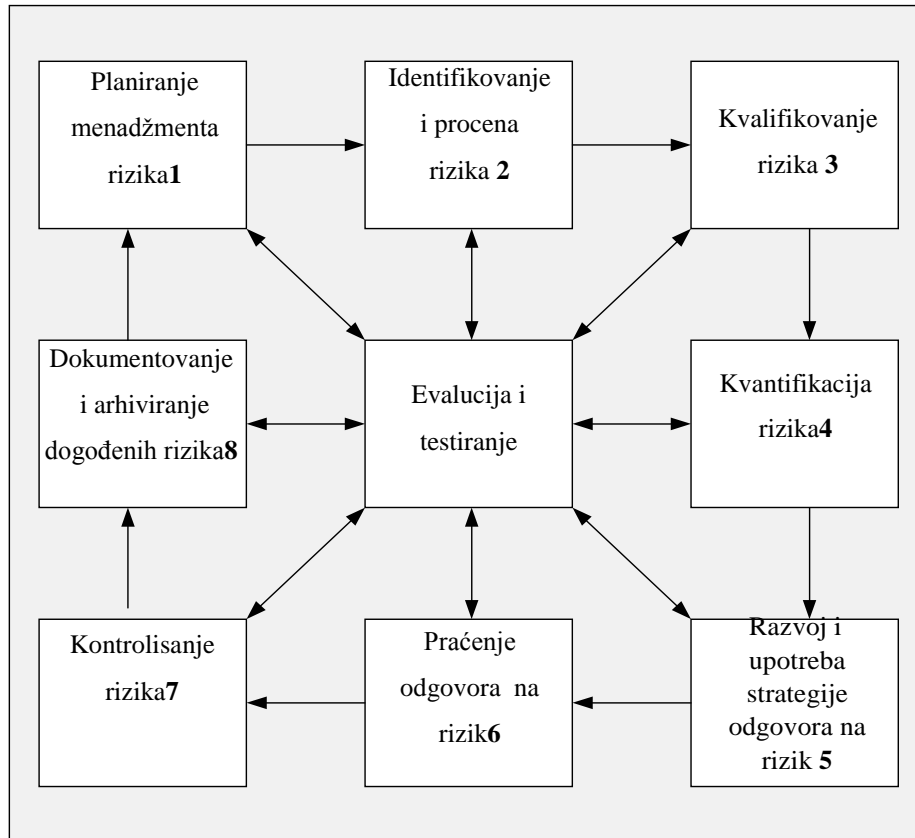 Planiranje
menadžmenta
rizika1
Identifikovanje
i procena
rizika 2
Kvalifikovanje
rizika 3
Dokumentovanje
i arhiviranje
dogođenih rizika8
Evalucija i
testiranje
Kvantifikacija
rizika4
Kontrolisanje
rizika7
Praćenje
odgovora na
rizik6
Razvoj i
upotreba
strategije
odgovora na
rizik 5